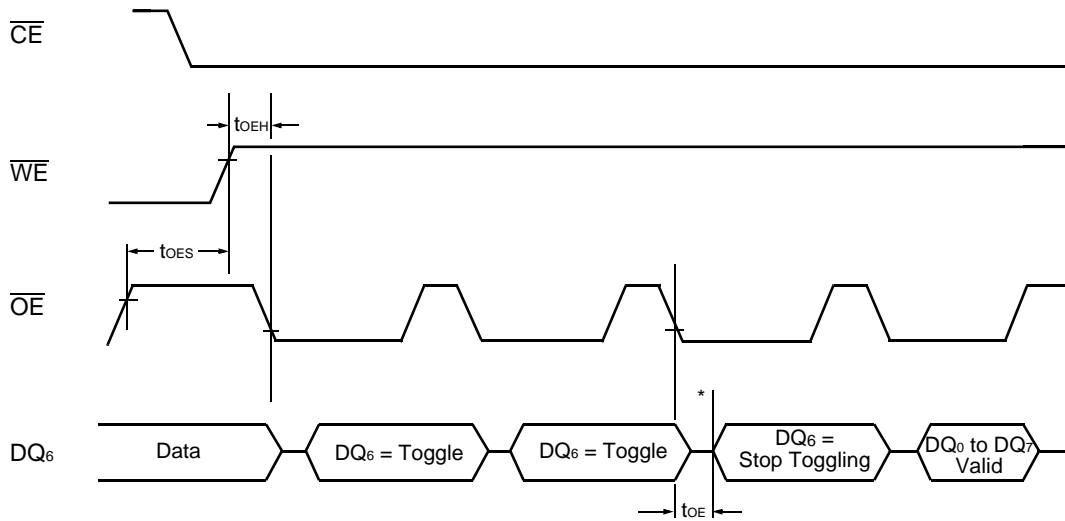 CE
tOEH
WE
tOES
OE
*
DQ6
Data
DQ6 = Toggle
DQ6 = Toggle
DQ6 =
Stop Toggling
DQ0 to DQ7
Valid
tOE